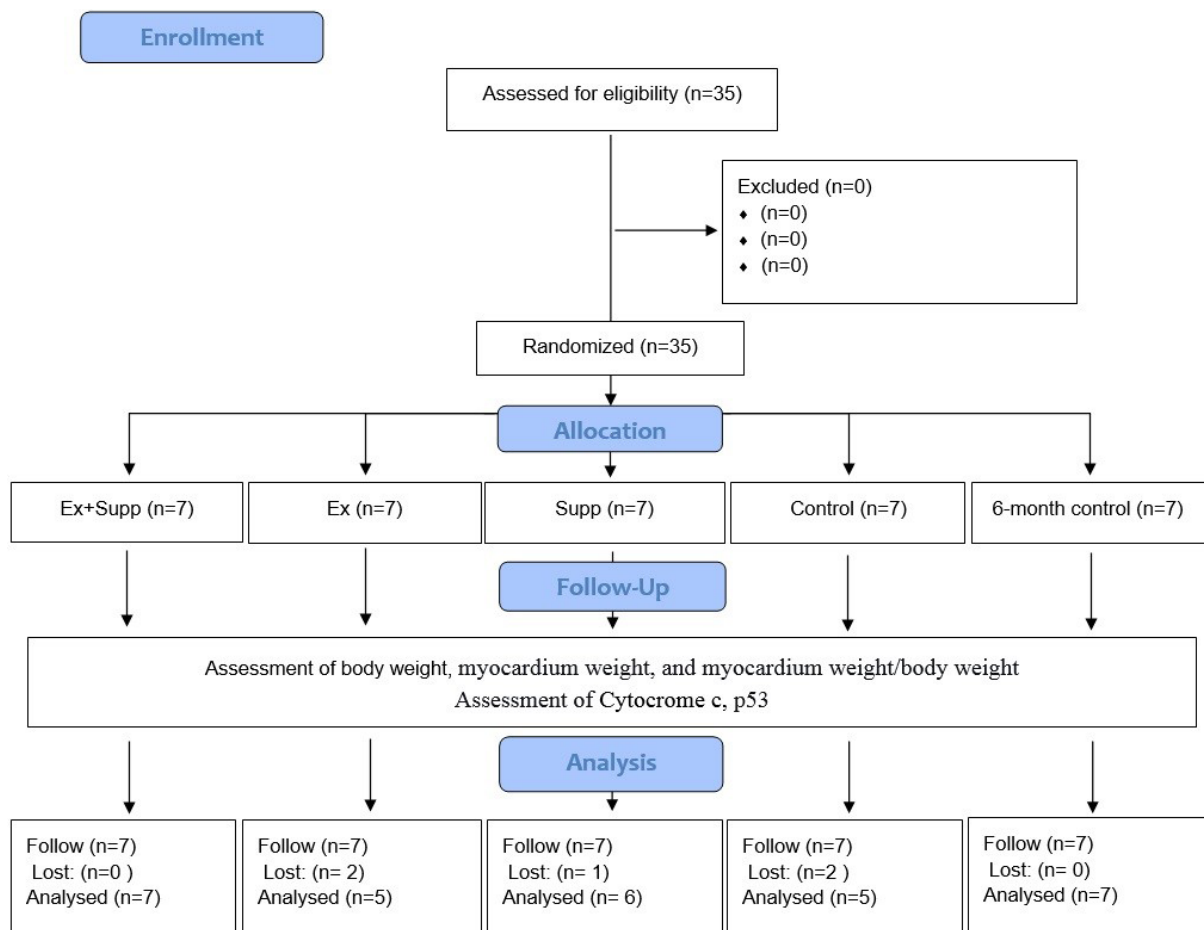 Enrollment
Assessed for eligibility (n=35)
Excluded (n=0)
♦ (n=0)
♦ (n=0)
♦ (n=0)
Randomized (n=35)
Allocation
Ex+Supp (n=7)
Ex (n=7)
Supp (n=7)
Control (n=7)
6-month control (n=7)
Follow-Up
Assessment of body weight, myocardium weight, and myocardium weight/body weight
Assessment of Cytocrome c, p53
Analysis
Follow (n=7)
Lost: (n=0 )
Analysed (n=7)
Follow (n=7)
Lost: (n= 2)
Analysed (n=5)
Follow (n=7)
Lost: (n= 1)
Analysed (n= 6)
Follow (n=7)
Lost: (n=2 )
Analysed (n=5)
Follow (n=7)
Lost: (n= 0)
Analysed (n=7)